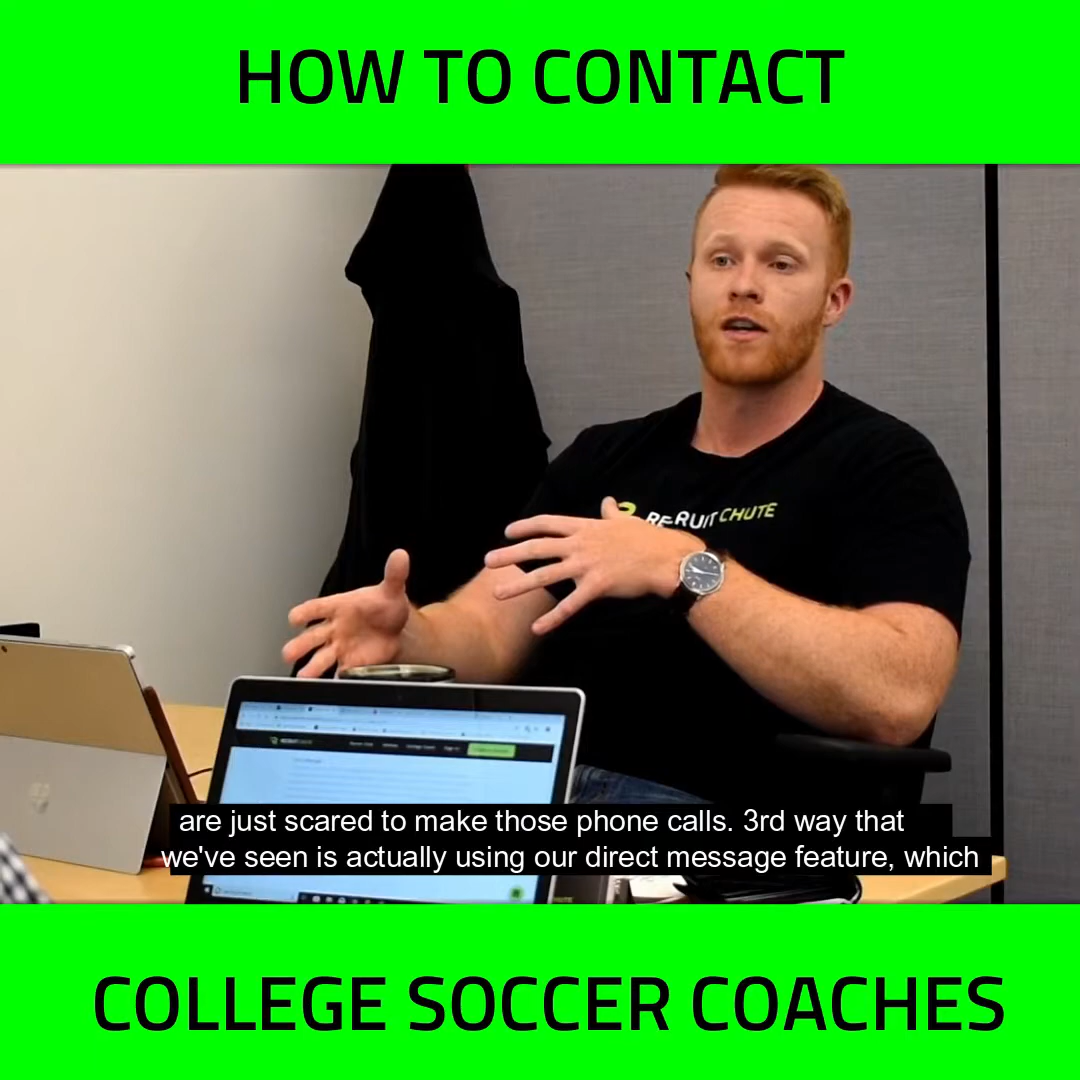 HOW TO CONTACT
RECRUIT CHUTE
are just scared to make those phone calls. 3rd way that
we've seen is actually using our direct message feature, which
COLLEGE SOCCER COACHES